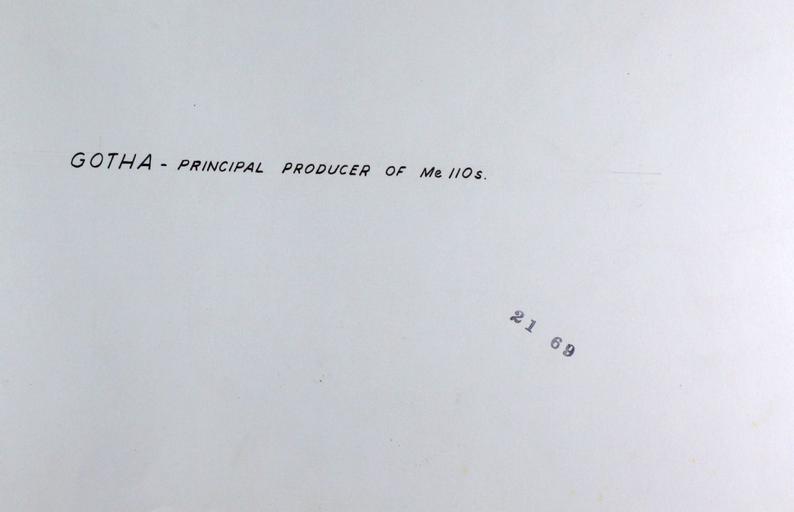 GOTHA - PRINCIPAL PRODUCER OF Me 110s.
21 69